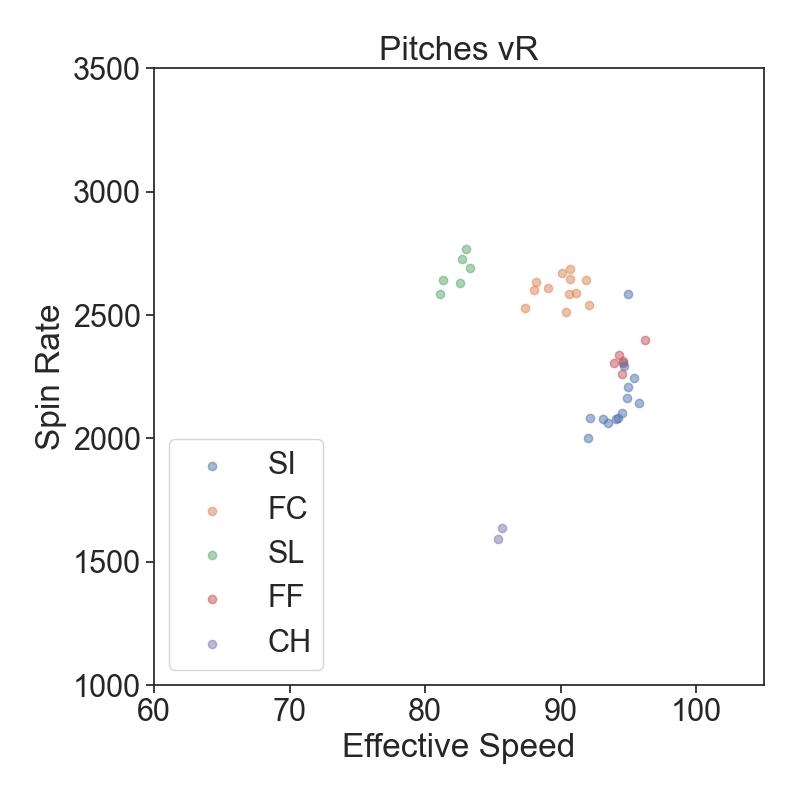 Pitches vR
3500
3000
2500
2000
1500
1000
Spin Rate
SI
FC
SL
FF
CH
60 70 80 90 100
Effective Speed